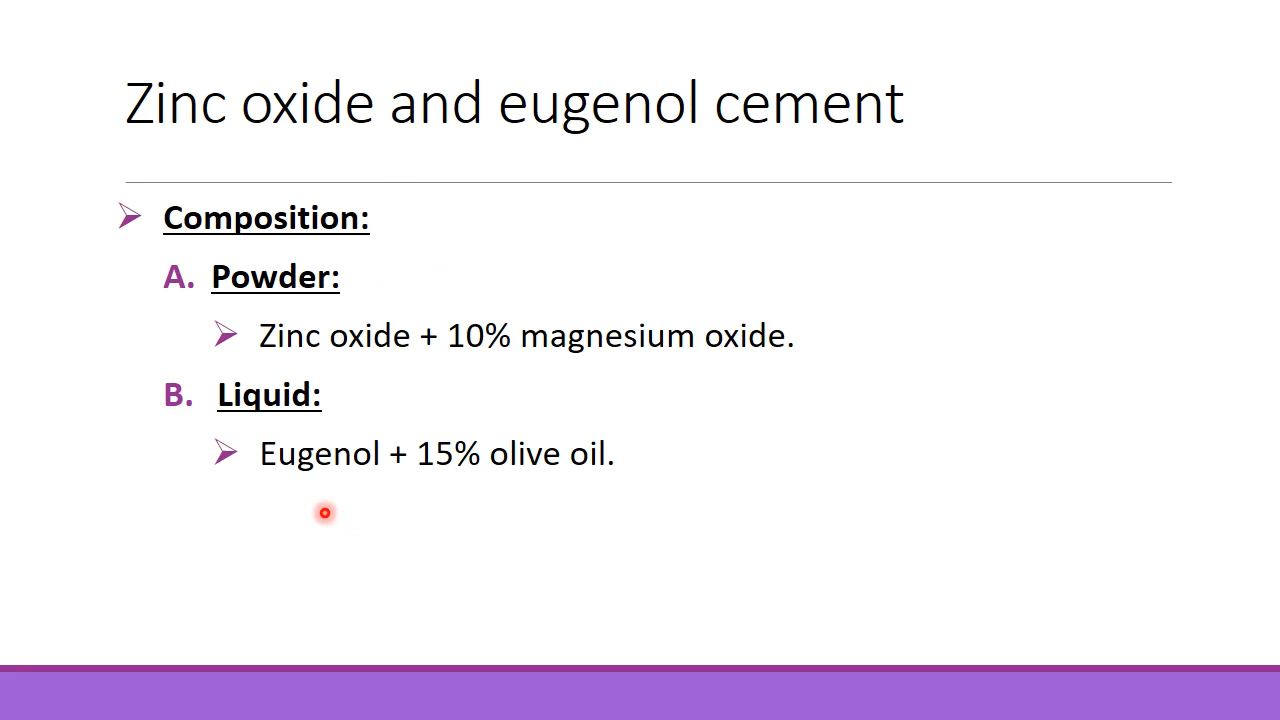 Zinc oxide and eugenol cement
Composition:
A. Powder:
Zinc oxide + 10% magnesium oxide.
B. Liquid:
Eugenol + 15% olive oil.